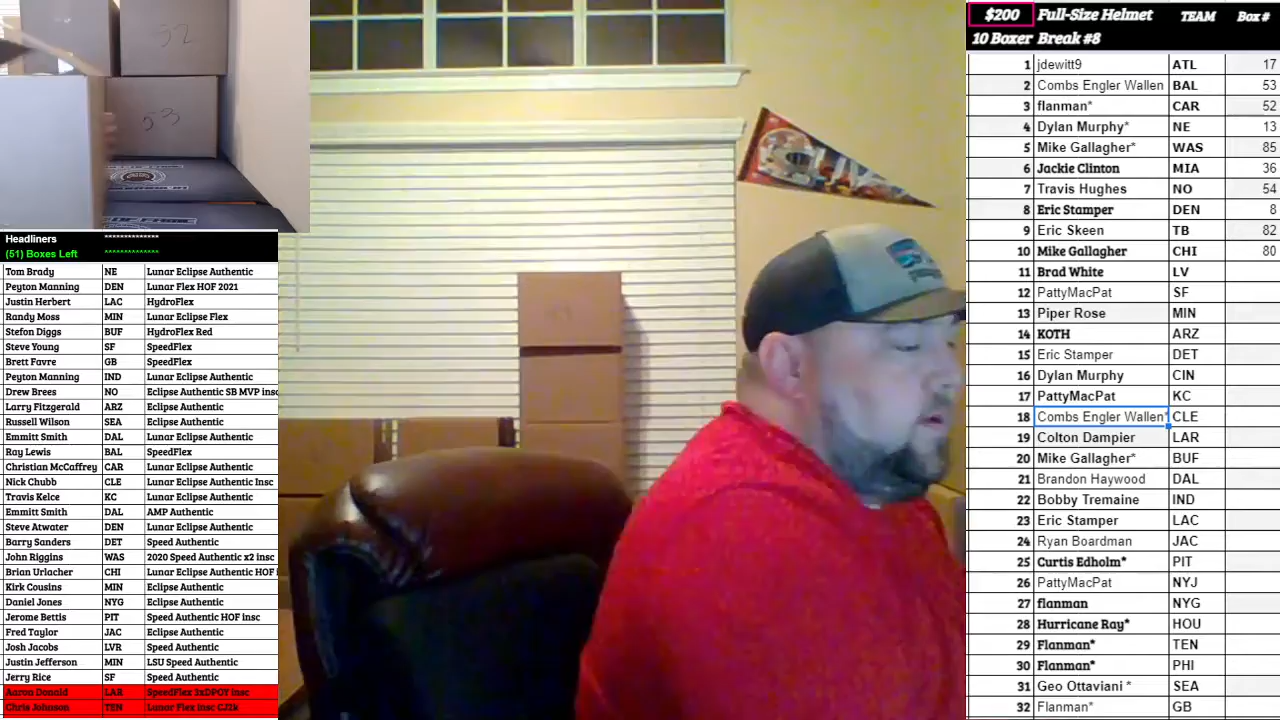 52
53
Headliners **************
(51) Boxes Left **************
Tom Brady NE Lunar Eclipse Authentic
Peyton Manning DEN Lunar Flex HOF 2021
Justin Herbert LAC HydroFlex
Randy Moss MIN Lunar Eclipse Flex
Stefon Diggs BUF HydroFlex Red
Steve Young SF SpeedFlex
Brett Favre GB SpeedFlex
Peyton Manning IND Lunar Eclipse Authentic
Drew Brees NO Eclipse Authentic SB MVP insc
Larry Fitzgerald ARZ Eclipse Authentic
Russell Wilson SEA Eclipse Authentic
Emmitt Smith DAL Lunar Eclipse Authentic
Ray Lewis BAL SpeedFlex
Christian McCaffrey CAR Lunar Eclipse Authentic
Nick Chubb CLE Lunar Eclipse Authentic Insc
Travis Kelce KC Lunar Eclipse Authentic
Emmitt Smith DAL AMP Authentic
Steve Atwater DEN Lunar Eclipse Authentic
Barry Sanders DET Speed Authentic
John Riggins WAS 2020 Speed Authentic x2 insc
Brian Urlacher CHI Lunar Eclipse Authentic HOF i
Kirk Cousins MIN Eclipse Authentic
Daniel Jones NYG Eclipse Authentic
Jerome Bettis PIT Speed Authentic HOF insc
Fred Taylor JAC Eclipse Authentic
Josh Jacobs LVR Speed Authentic
Justin Jefferson MIN LSU Speed Authentic
Jerry Rice SF Speed Authentic
Aaron Donald LAR SpeedFlex 3xDPOY insc
Chris Johnson TEN Lunar Flex insc CJ2k
$200 Full-Size Helmet TEAM Box #
10 Boxer Break #8
1 jdewitt9 ATL 17
2 Combs Engler Wallen BAL 53
3 flanman* CAR 52
4 Dylan Murphy* NE 13
5 Mike Gallagher* WAS 85
6 Jackie Clinton MIA 36
7 Travis Hughes NO 54
8 Eric Stamper DEN 8
9 Eric Skeen TB 82
10 Mike Gallagher CHI 80
11 Brad White LV
12 PattyMacPat SF
13 Piper Rose MIN
14 KOTH ARZ
15 Eric Stamper DET
16 Dylan Murphy CIN
17 PattyMacPat KC
18 Combs Engler Wallen* CLE
19 Colton Dampier LAR
20 Mike Gallagher* BUF
21 Brandon Haywood DAL
22 Bobby Tremaine IND
23 Eric Stamper LAC
24 Ryan Boardman JAC
25 Curtis Edholm* PIT
26 PattyMacPat NYJ
27 flanman NYG
28 Hurricane Ray* HOU
29 Flanman* TEN
30 Flanman* PHI
31 Geo Ottaviani * SEA
32 Flanman* GB